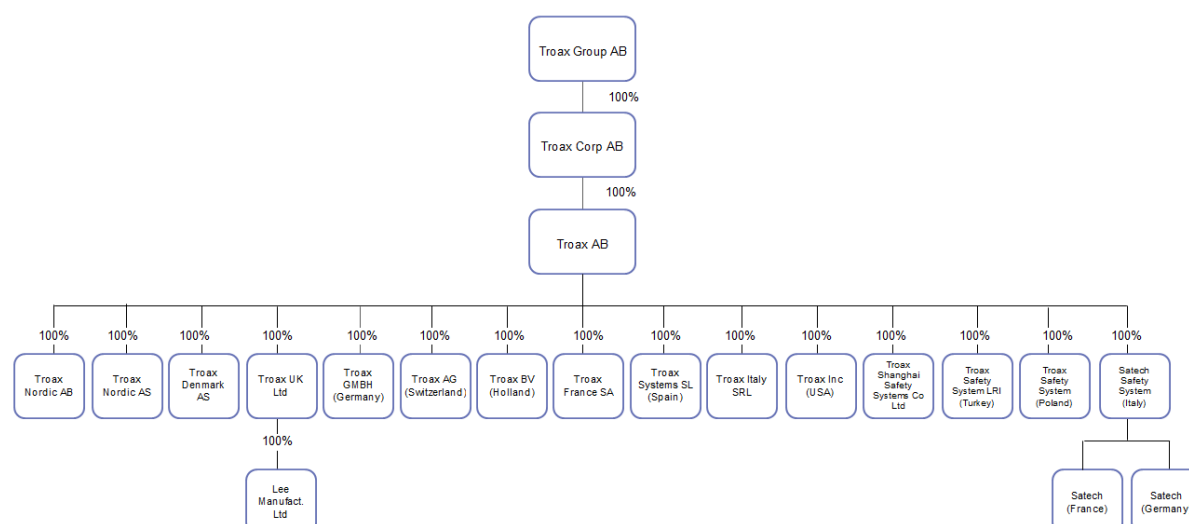 Troax Group AB
100%
Troax Corp AB
100%
Troax AB
100% 100% 100% 100% 100% 100% 100% 100% 100% 100% 100% 100% 100% 100% 100%
Troax
Nordic AB
Troax
Nordic AS
Troax
Denmark
AS
Troax UK
Ltd
Troax
GMBH
(Germany)
Troax AG
(Switzerland)
Troax BV
(Holland)
Troax
France SA
Troax
Systems SL
(Spain)
Troax Italy
SRL
Troax Inc
(USA)
Troax
Shanghai
Safety
Systems Co
Ltd
Troax
Safety
System LRI
(Turkey)
Troax
Safety
System
(Poland)
Satech
Safety
System
(Italy)
100%
Lee
Manufact.
Ltd
Satech
(France)
Satech
(Germany